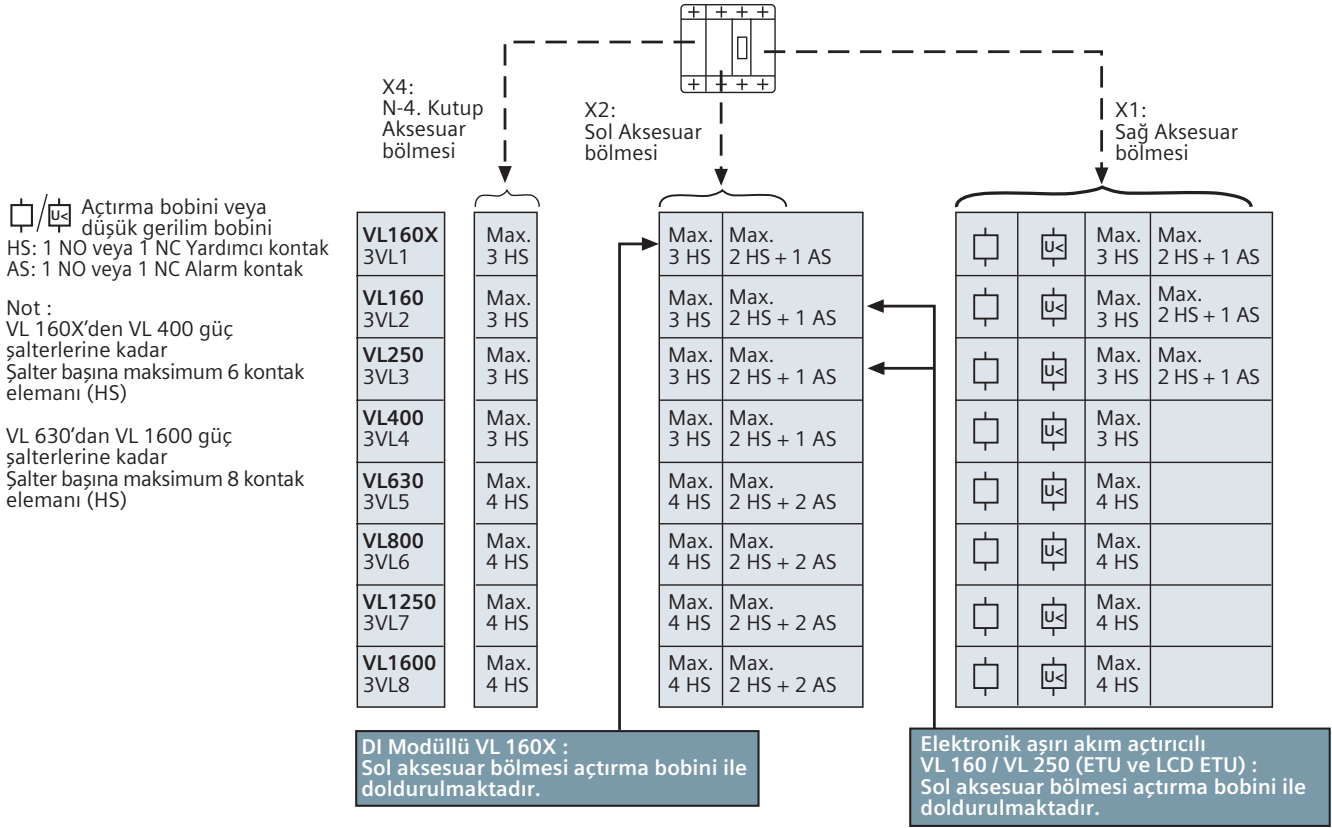 X4:
N-4. Kutup
Aksesuar
bölmesi
X2:
Sol Aksesuar
bölmesi
X1:
Sağ Aksesuar
bölmesi
/ U< Açtırma bobini veya
düşük gerilim bobini
HS: 1 NO veya 1 NC Yardımcı kontak
AS: 1 NO veya 1 NC Alarm kontak
Not :
VL 160X’den VL 400 güç
şalterlerine kadar
Şalter başına maksimum 6 kontak
elemanı (HS)
VL 630’dan VL 1600 güç
şalterlerine kadar
Şalter başına maksimum 8 kontak
elemanı (HS)
VL160X Max. Max. Max. Max. Max.
3VL1 3 HS 3 HS 2 HS + 1 AS U< 3 HS 2 HS + 1 AS
VL160 Max. Max. Max. Max. Max.
3VL2 3 HS 3 HS 2 HS + 1 AS U< 3 HS 2 HS + 1 AS
VL250 Max. Max. Max. Max. Max.
3VL3 3 HS 3 HS 2 HS + 1 AS U< 3 HS 2 HS + 1 AS
VL400 Max. Max. Max. Max.
3VL4 3 HS 3 HS 2 HS + 1 AS U< 3 HS
VL630 Max. Max. Max. Max.
3VL5 4 HS 4 HS 2 HS + 2 AS U< 4 HS
VL800 Max. Max. Max. Max.
3VL6 4 HS 4 HS 2 HS + 2 AS U< 4 HS
VL1250 Max. Max. Max. Max.
3VL7 4 HS 4 HS 2 HS + 2 AS U< 4 HS
VL1600 Max. Max. Max. Max.
3VL8 4 HS 4 HS 2 HS + 2 AS U< 4 HS
DI Modüllü VL 160X :
Sol aksesuar bölmesi açtırma bobini ile
doldurulmaktadır.
Elektronik aşırı akım açtırıcılı
VL 160 / VL 250 (ETU ve LCD ETU) :
Sol aksesuar bölmesi açtırma bobini ile
doldurulmaktadır.